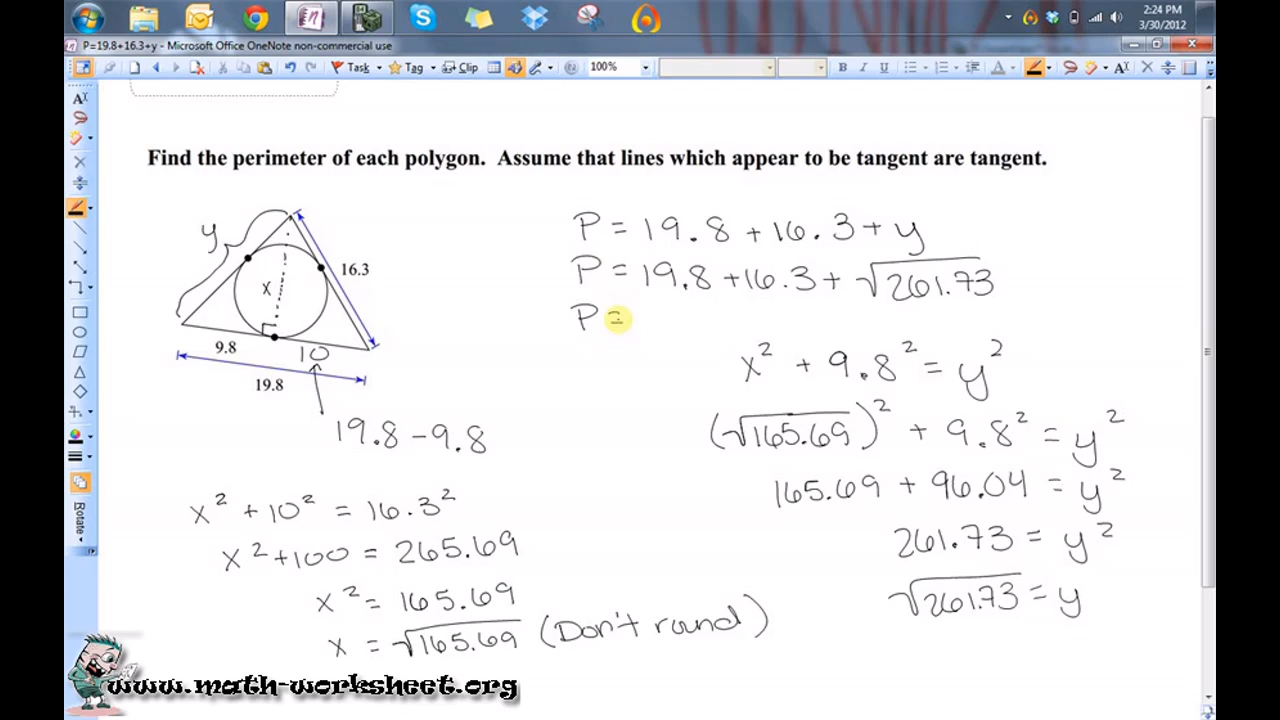 2:24 PM
3/30/2012
P=19.8+16.3+y - Microsoft Office OneNote non-commercial use
Task Tag Clip 100%
Find the perimeter of each polygon. Assume that lines which appear to be tangent are tangent.
y
x
16.3
9.8
10
19.8
19.8 - 9.8
x² + 10² = 16.3²
x² + 100 = 265.69
x² = 165.69
x = √165.69 (Don't round)
P = 19.8 + 16.3 + y
P = 19.8 + 16.3 + √261.73
P =
x² + 9.8² = y²
(√165.69)² + 9.8² = y²
165.69 + 96.04 = y²
261.73 = y²
√261.73 = y
Rotate
www.math-worksheet.org